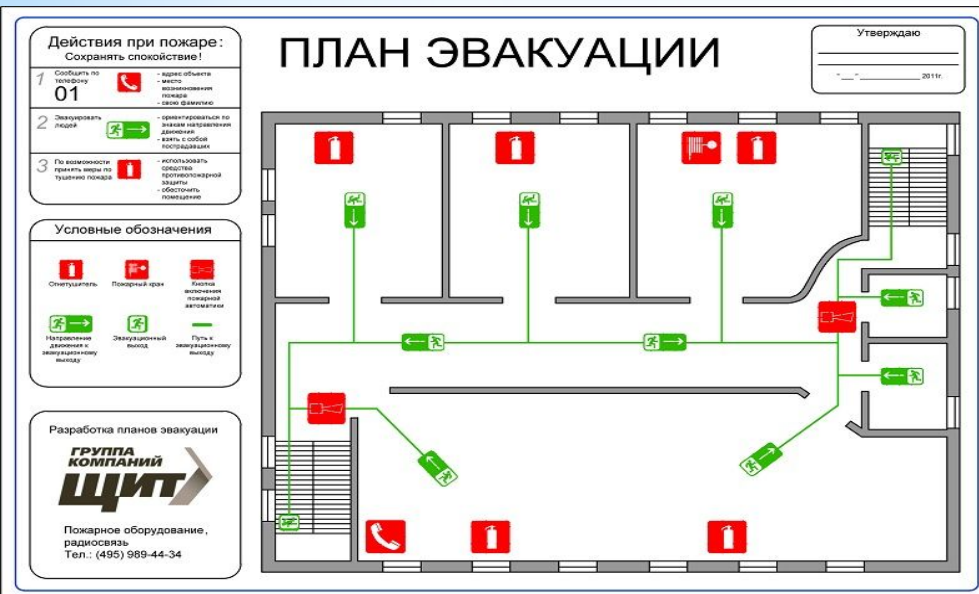 Действия при пожаре:
Сохранять спокойствие!
1
Сообщить по
телефону
01
- адрес объекта
- место
возникновения
пожара
- свою фамилию
2
Эвакуировать
людей
- ориентироваться по
знакам направления
движения
- взять с собой
пострадавших
3
По возможности
принять меры по
тушению пожара
- использовать
средства
противопожарной
защиты
- обесточить
помещение
ПЛАН ЭВАКУАЦИИ
Утверждаю
"__" ____________ 2011г.
Условные обозначения
Огнетушитель
Пожарный кран
Кнопка
включения
пожарной
автоматики
Направление
движения к
эвакуационному
выходу
Эвакуационный
выход
Путь к
эвакуационному
выходу
Разработка планов эвакуации
ГРУППА
КОМПАНИЙ
ЩИТ
Пожарное оборудование,
радиосвязь
Тел.: (495) 989-44-34